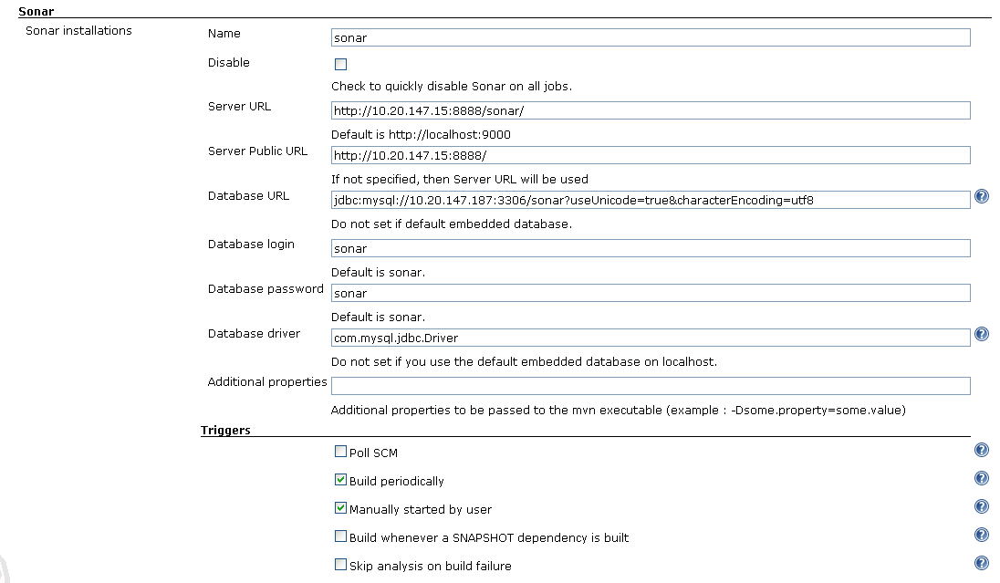 Sonar
Sonar installations
Name
sonar
Disable
Check to quickly disable Sonar on all jobs.
Server URL
http://10.20.147.15:8888/sonar/
Default is http://localhost:9000
Server Public URL
http://10.20.147.15:8888/
If not specified, then Server URL will be used
Database URL
jdbc:mysql://10.20.147.187:3306/sonar?useUnicode=true&characterEncoding=utf8
Do not set if default embedded database.
Database login
sonar
Default is sonar.
Database password
sonar
Default is sonar.
Database driver
com.mysql.jdbc.Driver
Do not set if you use the default embedded database on localhost.
Additional properties
Additional properties to be passed to the mvn executable (example : -Dsome.property=some.value)
Triggers
Poll SCM
Build periodically
Manually started by user
Build whenever a SNAPSHOT dependency is built
Skip analysis on build failure